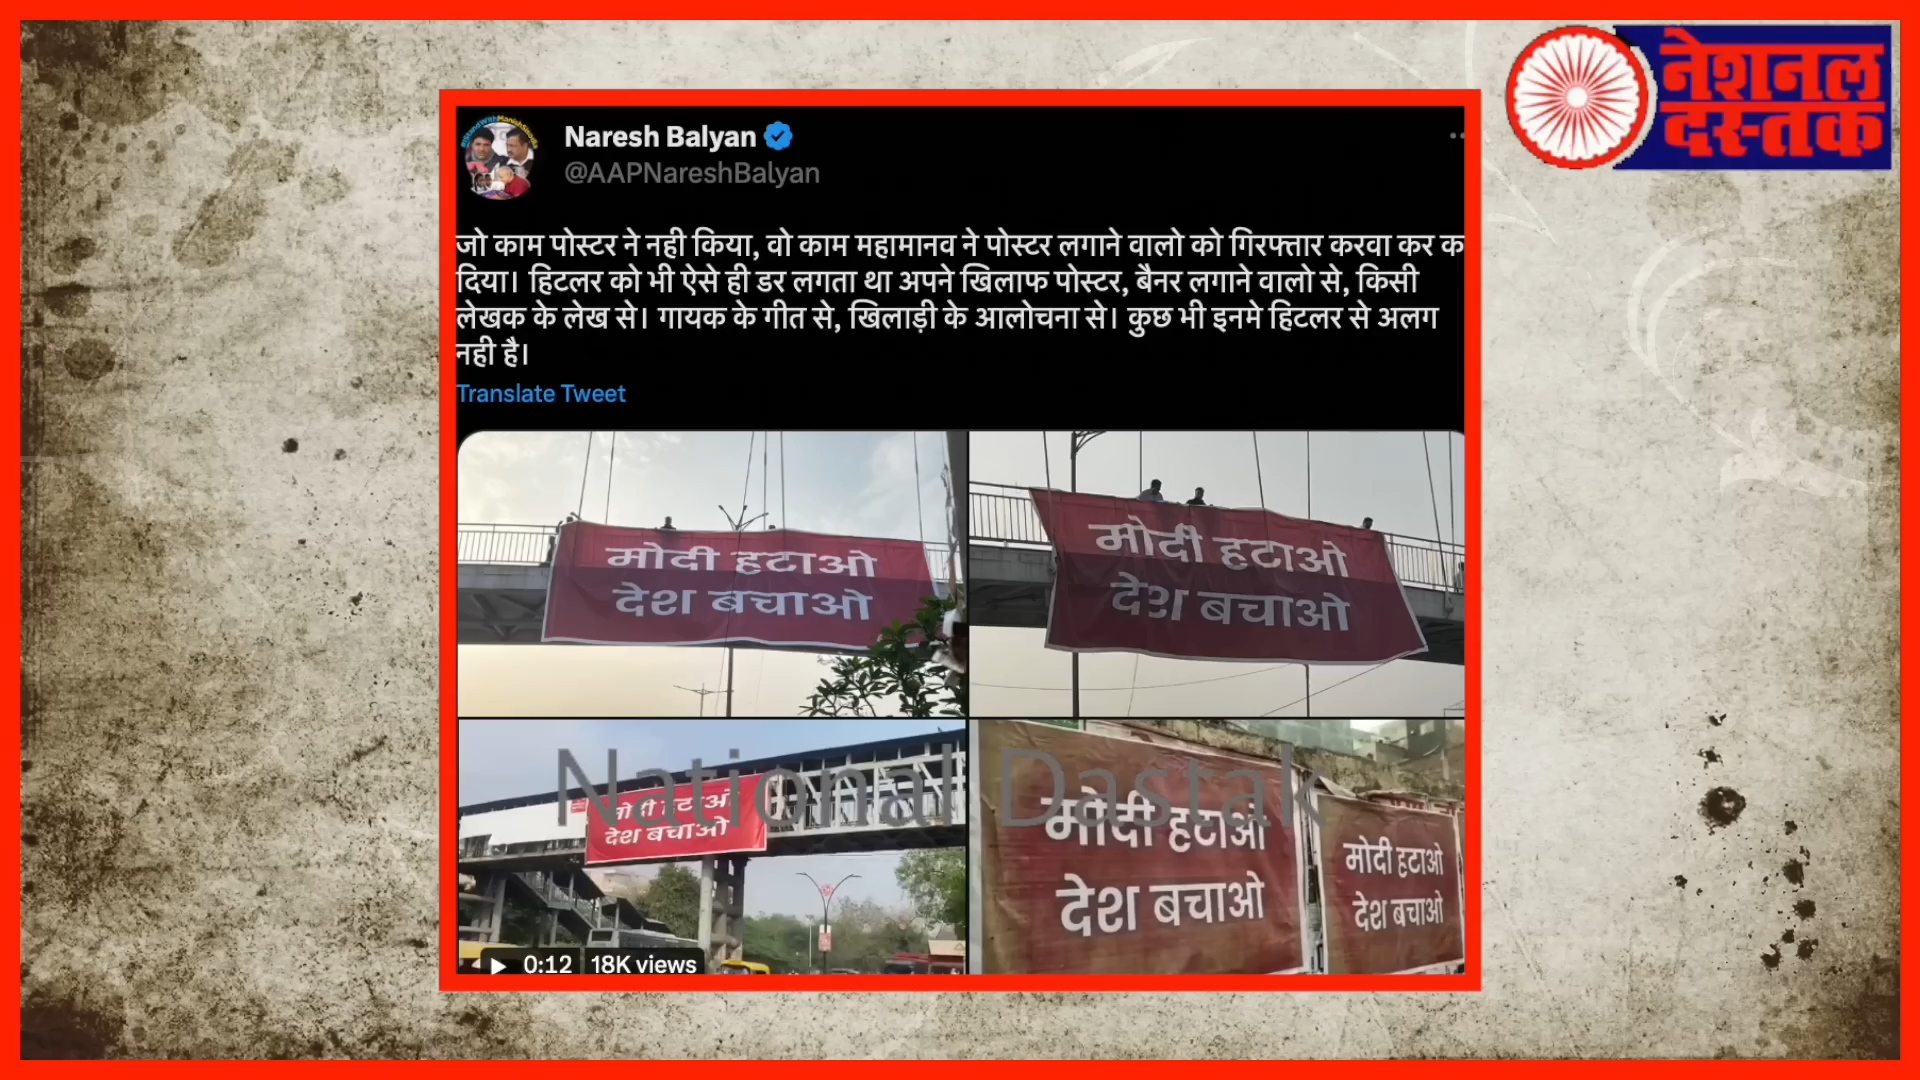 नेशनल
दस्तक
Naresh Balyan
@AAPNareshBalyan
जो काम पोस्टर ने नही किया, वो काम महामानव ने पोस्टर लगाने वालो को गिरफ्तार करवा कर क
दिया। हिटलर को भी ऐसे ही डर लगता था अपने खिलाफ पोस्टर, बैनर लगाने वालो से, किसी
लेखक के लेख से। गायक के गीत से, खिलाड़ी के आलोचना से। कुछ भी इनमे हिटलर से अलग
नही है।
Translate Tweet
मोदी हटाओ
देश बचाओ
मोदी हटाओ
देश बचाओ
मोदी हटाओ
देश बचाओ
मोदी हटाओ
देश बचाओ
मोदी हटाओ
देश बचाओ
National Dastak
0:12 18K views